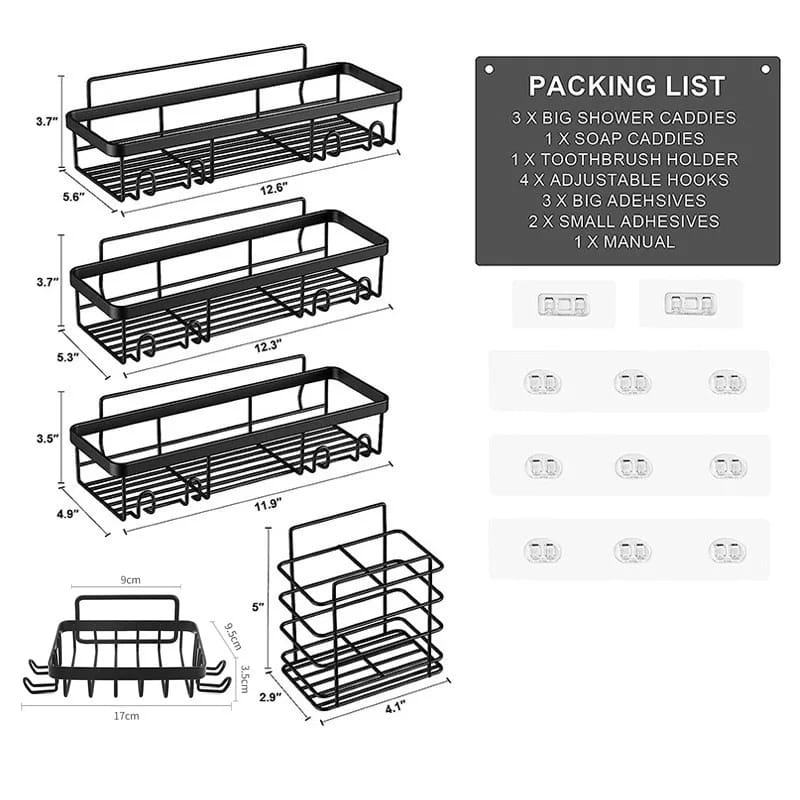 PACKING LIST
3 X BIG SHOWER CADDIES
1 X SOAP CADDIES
1 X TOOTHBRUSH HOLDER
4 X ADJUSTABLE HOOKS
3 X BIG ADEHSIVES
2 X SMALL ADHESIVES
1 X MANUAL
3.7"
5.6"
12.6"
3.7"
5.3"
12.3"
3.5"
4.9"
11.9"
9cm
9.5cm
3.5cm
17cm
5"
2.9"
4.1"